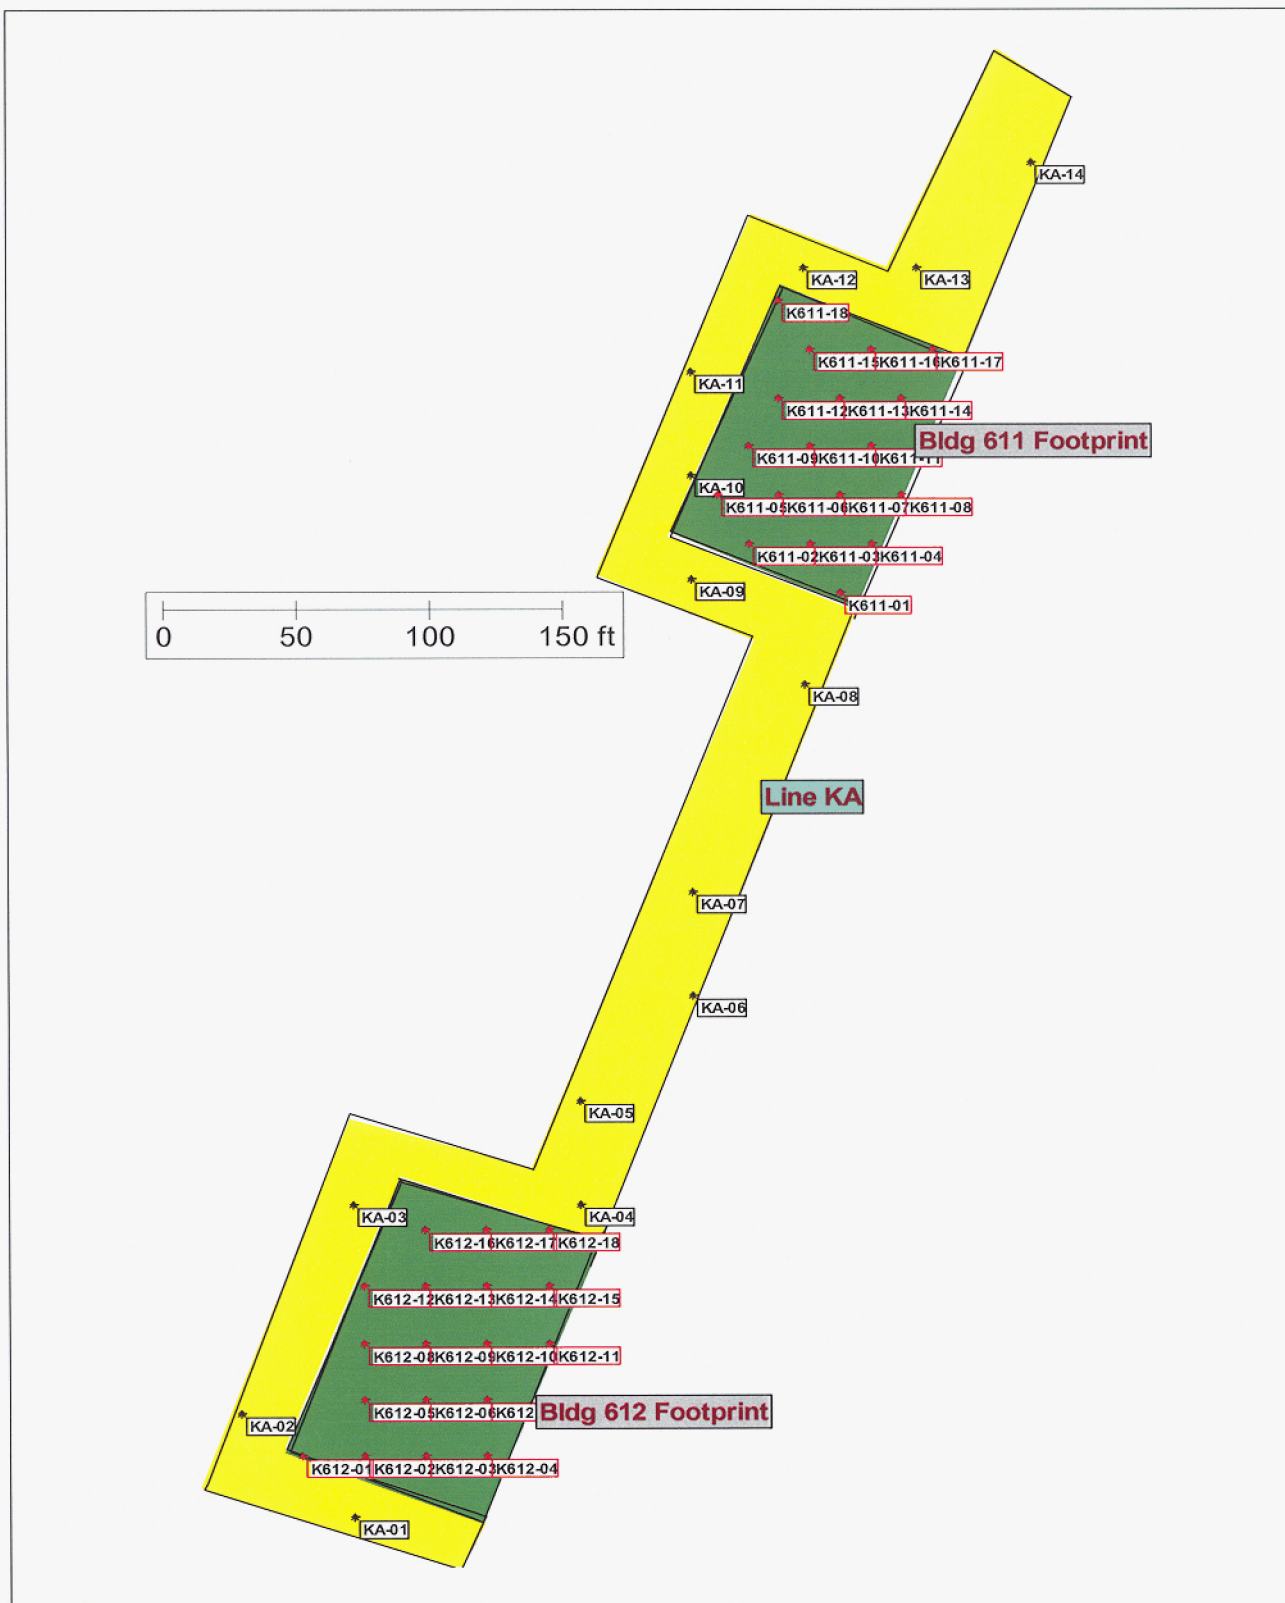 KA-14
KA-12
KA-13
K611-18
K611-15 K611-16 K611-17
KA-11
K611-12 K611-13 K611-14
Bldg 611 Footprint
K611-09 K611-10 K611-11
KA-10
K611-05 K611-06 K611-07 K611-08
K611-02 K611-03 K611-04
KA-09
K611-01
0 50 100 150 ft
KA-08
Line KA
KA-07
KA-06
KA-05
KA-03
KA-04
K612-16 K612-17 K612-18
K612-12 K612-13 K612-14 K612-15
K612-08 K612-09 K612-10 K612-11
K612-05 K612-06 K612
Bldg 612 Footprint
KA-02
K612-01 K612-02 K612-03 K612-04
KA-01